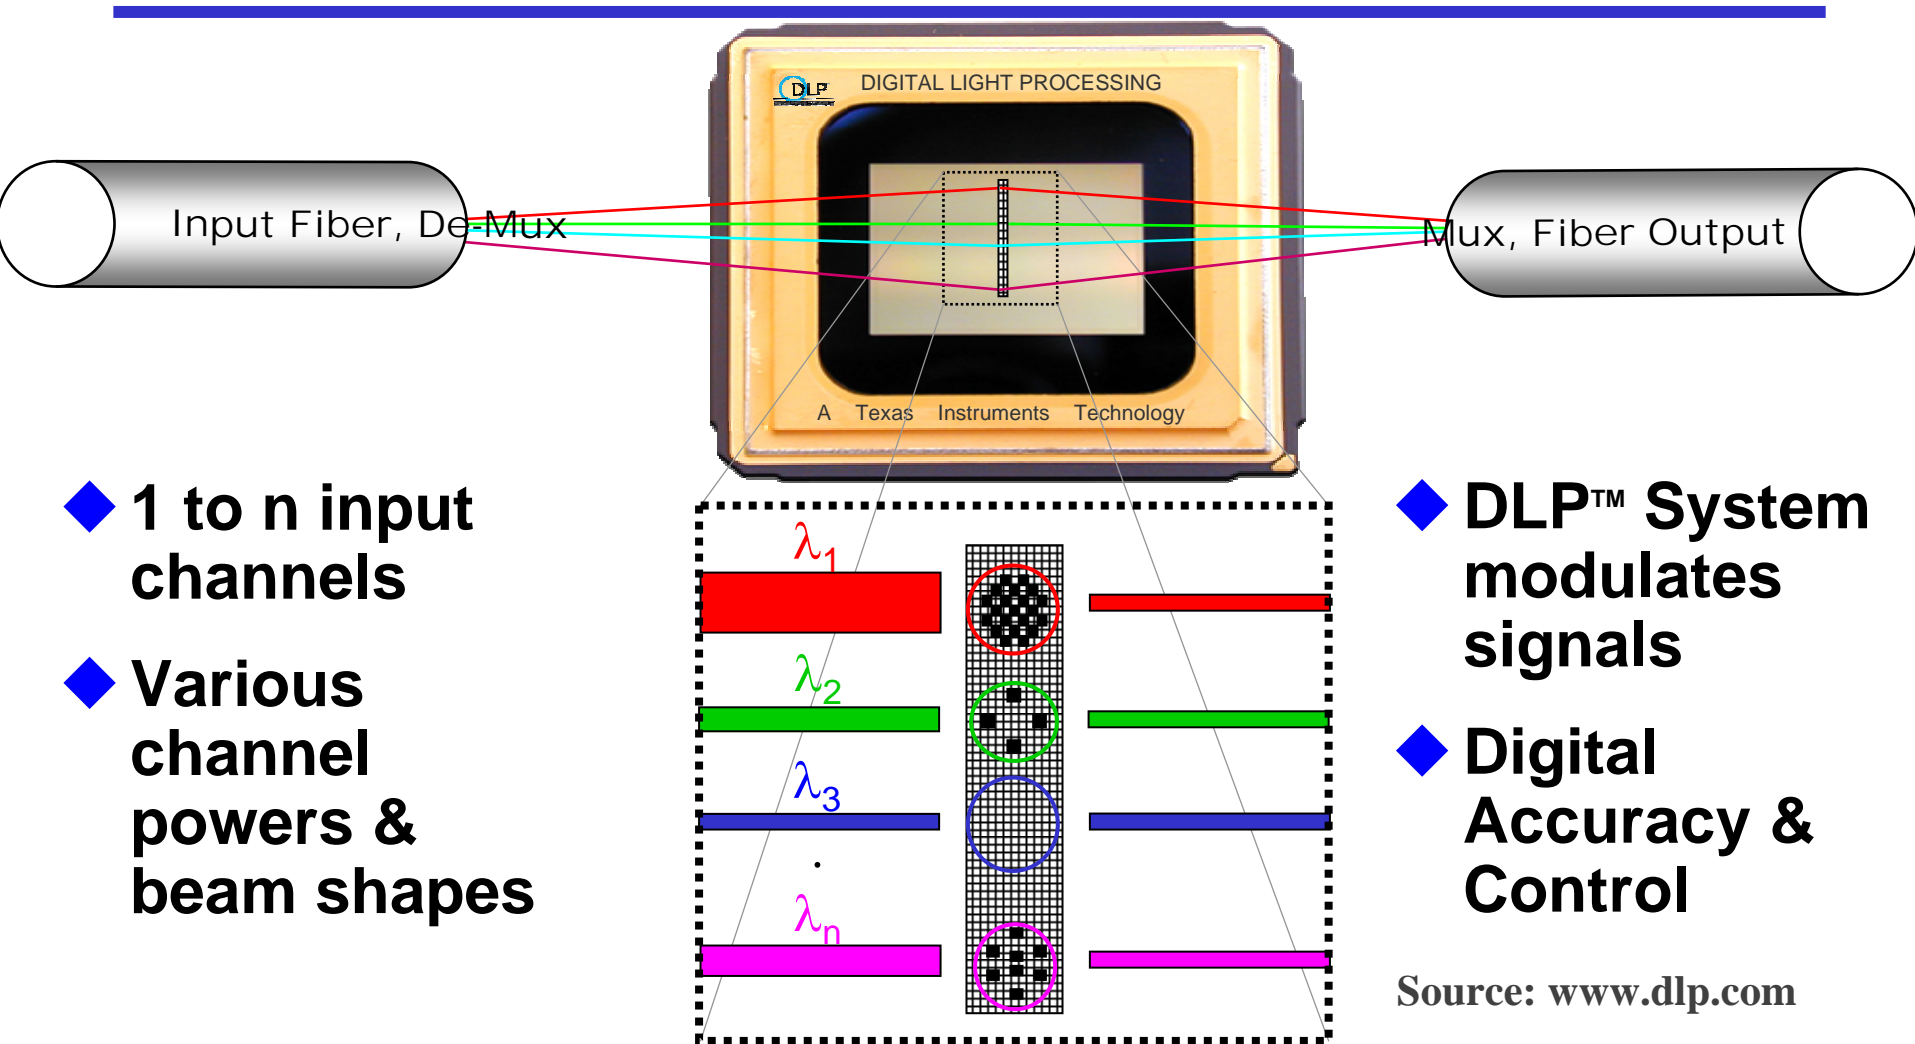 DLP
DIGITAL LIGHT PROCESSING
Input Fiber, De-Mux
Mux, Fiber Output
A Texas Instruments Technology
1 to n input
channels
Various
channel
powers &
beam shapes
λ1
λ2
λ3
.
λn
DLP™ System
modulates
signals
Digital
Accuracy &
Control
Source: www.dlp.com